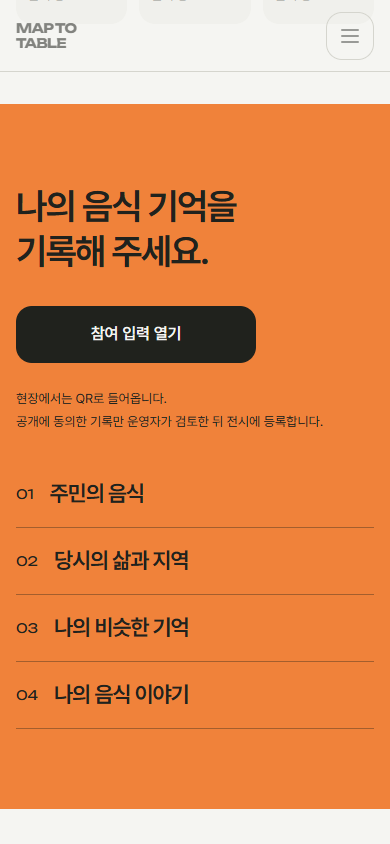 MAP TO
TABLE
나의 음식 기억을
기록해 주세요.
참여 입력 열기
현장에서는 QR로 들어옵니다.
공개에 동의한 기록만 운영자가 검토한 뒤 전시에 등록합니다.
01 주민의 음식
02 당시의 삶과 지역
03 나의 비슷한 기억
04 나의 음식 이야기